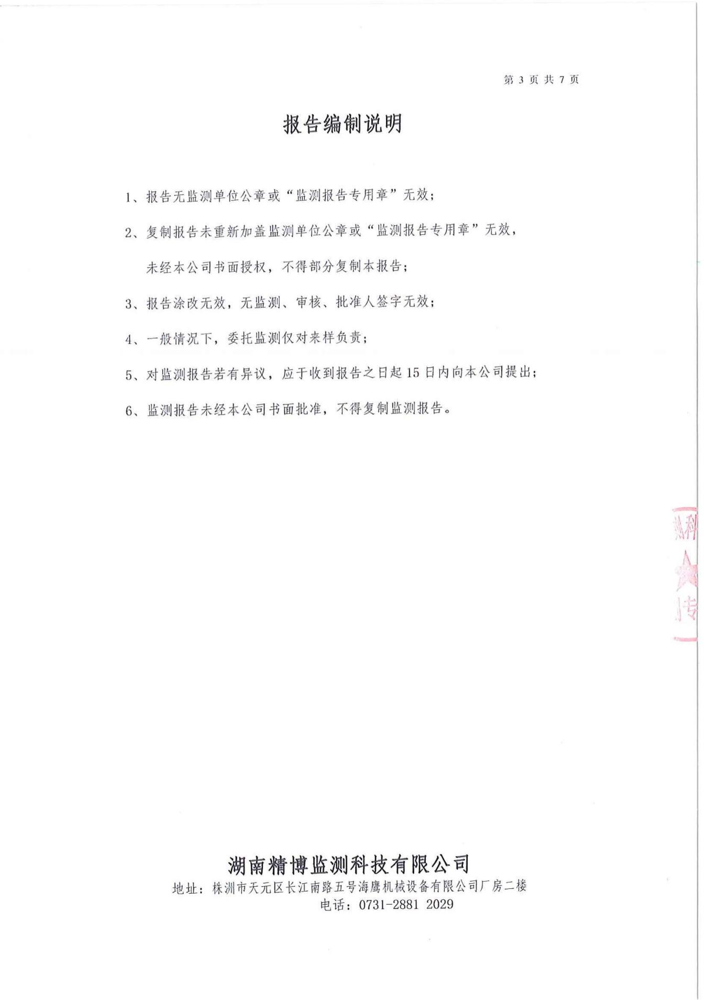 第 3 页 共 7 页
报告编制说明
1、报告无监测单位公章或“监测报告专用章”无效；
2、复制报告未重新加盖监测单位公章或“监测报告专用章”无效，
未经本公司书面授权，不得部分复制本报告；
3、报告涂改无效，无监测、审核、批准人签字无效；
4、一般情况下，委托监测仅对来样负责；
5、对监测报告若有异议，应于收到报告之日起 15 日内向本公司提出；
6、监测报告未经本公司书面批准，不得复制监测报告。
科
专
湖南精博监测科技有限公司
地址：株洲市天元区长江南路五号海鹰机械设备有限公司厂房二楼
电话：0731-2881 2029